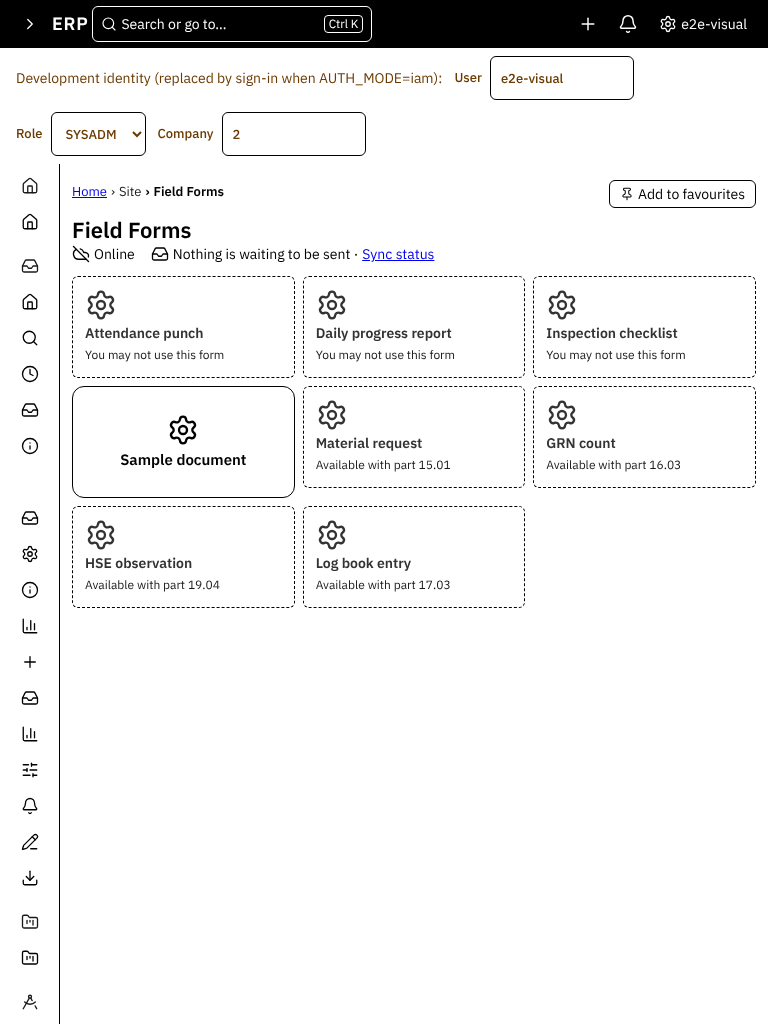 ERP
Search or go to...
Ctrl K
e2e-visual
Development identity (replaced by sign-in when AUTH_MODE=iam):
User
e2e-visual
Role
SYSADM
Company
2
Home › Site › Field Forms
Add to favourites
Field Forms
Online
Nothing is waiting to be sent · Sync status
Attendance punch
You may not use this form
Daily progress report
You may not use this form
Inspection checklist
You may not use this form
Sample document
Material request
Available with part 15.01
GRN count
Available with part 16.03
HSE observation
Available with part 19.04
Log book entry
Available with part 17.03